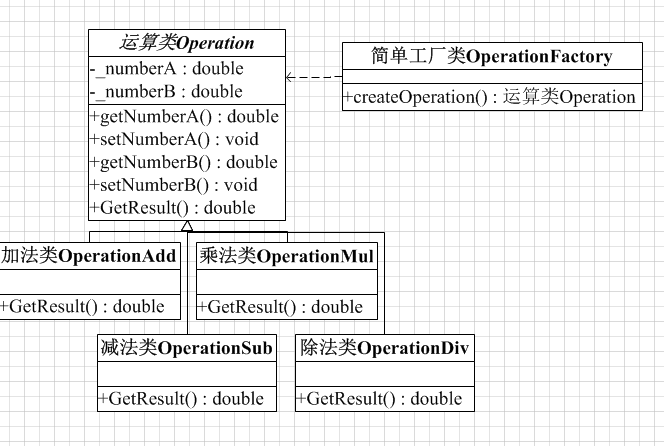 运算类Operation
-_numberA : double
-_numberB : double
+getNumberA() : double
+setNumberA() : void
+getNumberB() : double
+setNumberB() : void
+GetResult() : double
简单工厂类OperationFactory
+createOperation() : 运算类Operation
加法类OperationAdd
+GetResult() : double
乘法类OperationMul
+GetResult() : double
减法类OperationSub
+GetResult() : double
除法类OperationDiv
+GetResult() : double